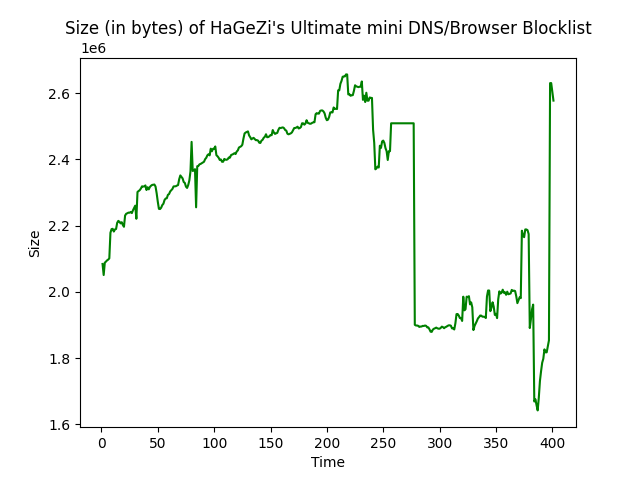 Size (in bytes) of HaGeZi's Ultimate mini DNS/Browser Blocklist
1e6
2.6
2.4
2.2
2.0
1.8
1.6
Size
0 50 100 150 200 250 300 350 400
Time